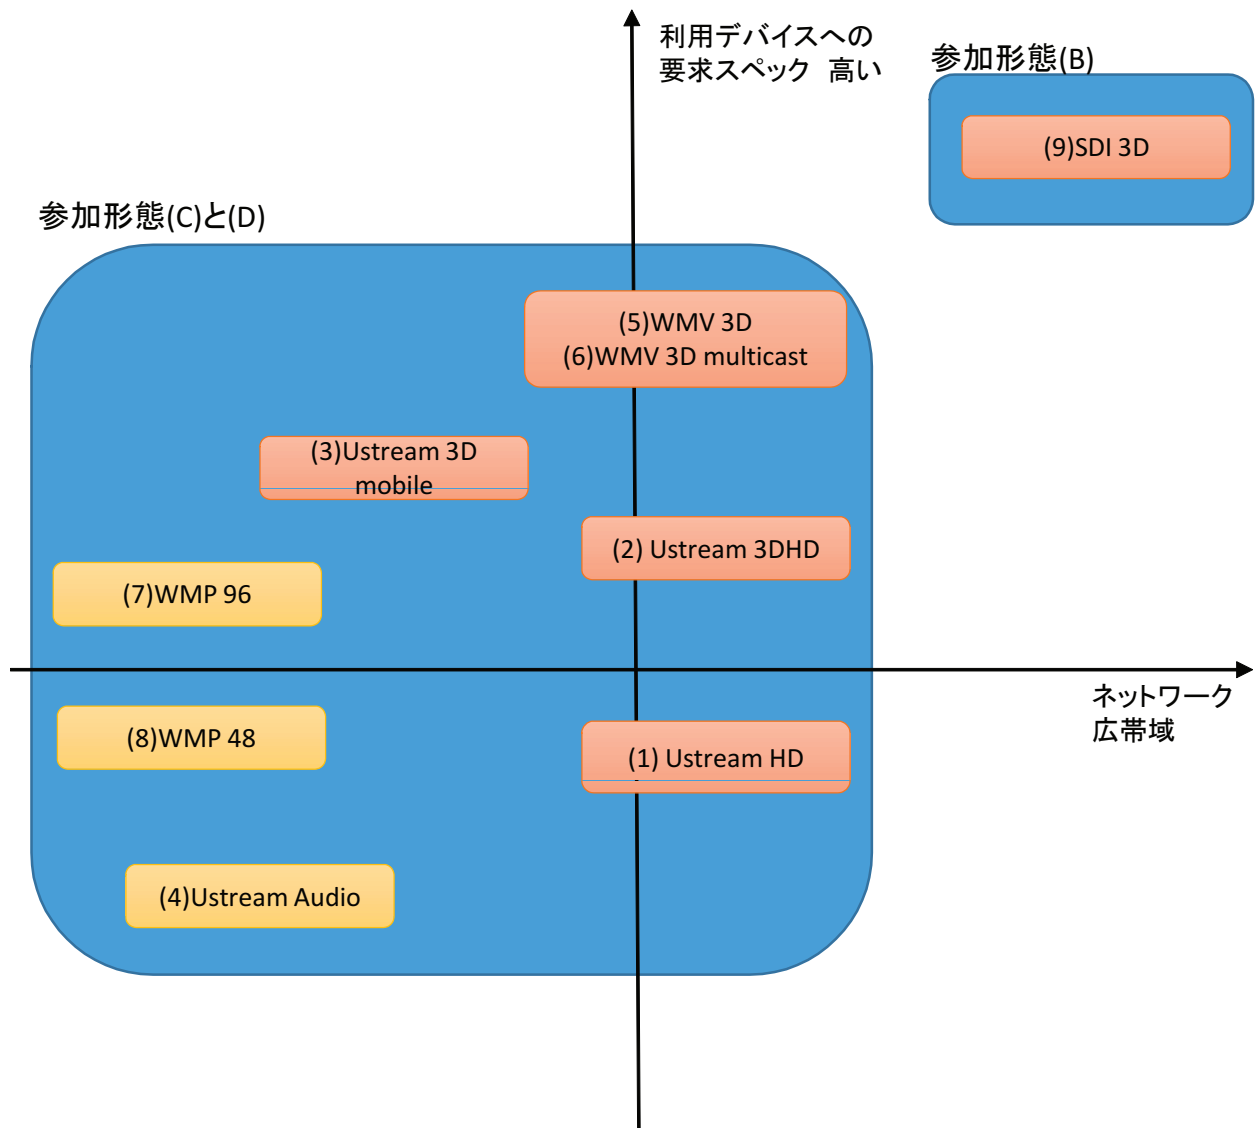 利用デバイスへの
要求スペック 高い
参加形態(B)
(9)SDI 3D
参加形態(C)と(D)
(5)WMV 3D
(6)WMV 3D multicast
(3)Ustream 3D
mobile
(2) Ustream 3DHD
(7)WMP 96
ネットワーク
広帯域
(8)WMP 48
(1) Ustream HD
(4)Ustream Audio